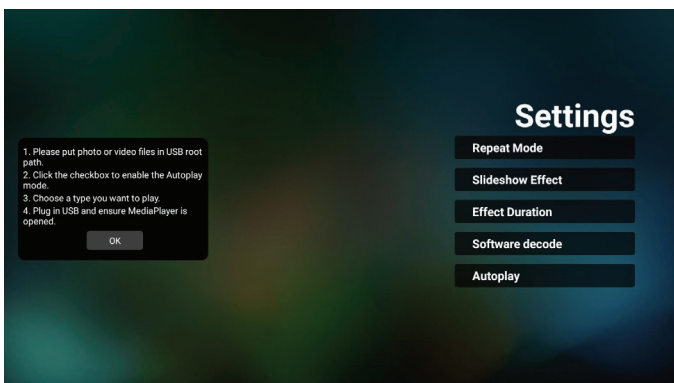 Settings
1. Please put photo or video files in USB root
path.
2. Click the checkbox to enable the Autoplay
mode.
3. Choose a type you want to play.
4. Plug in USB and ensure MediaPlayer is
opened.
OK
Repeat Mode
Slideshow Effect
Effect Duration
Software decode
Autoplay